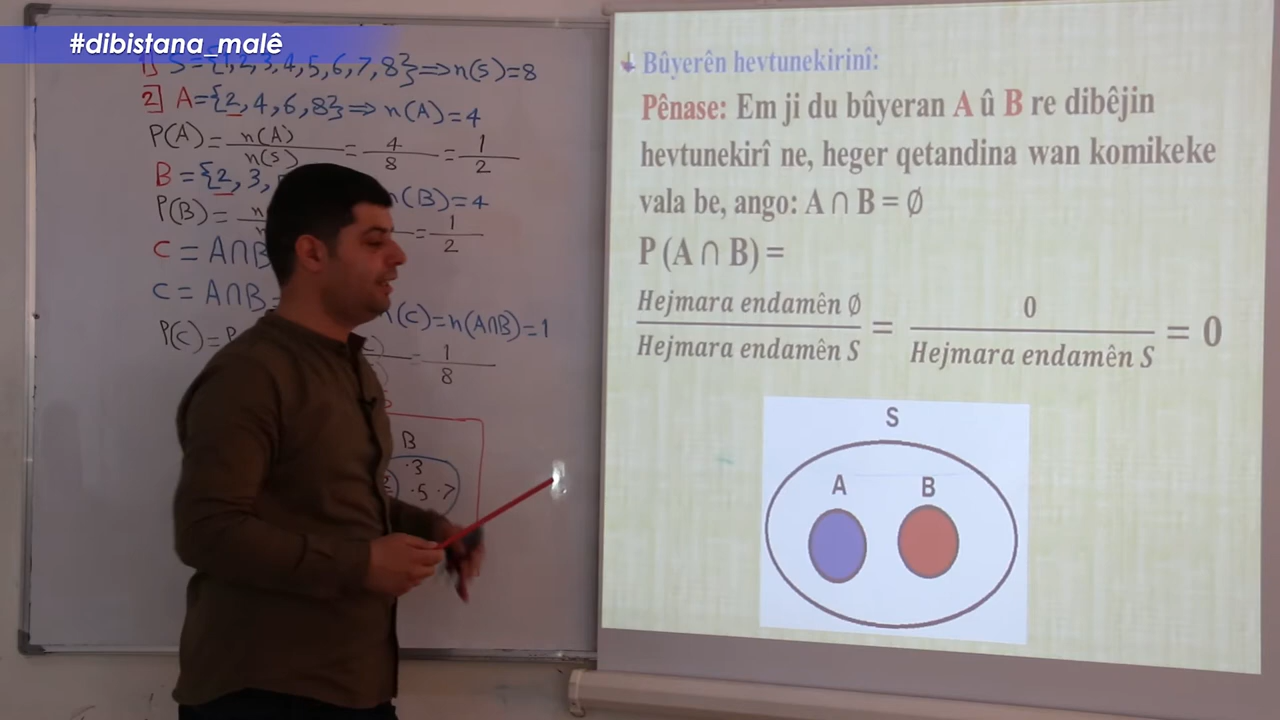 #dibistana_malê
1] S={1,2,3,4,5,6,7,8}⇒n(S)=8
2] A={2,4,6,8}⇒n(A)=4
P(A)=n(A)/n(S)=4/8=1/2
B={2,3,
n(B)=4
P(B)=
=1/2
C=A∩B
C=A∩B=
n(C)=n(A∩B)=1
P(C)=
=1/8
B
.3
.5 .7
Bûyerên hevtunekirinî:
Pênase: Em ji du bûyeran A û B re dibêjin
hevtunekirî ne, heger qetandina wan komikeke
vala be, ango: A ∩ B = ∅
P (A ∩ B) =
Hejmara endamên ∅ / Hejmara endamên S = 0 / Hejmara endamên S = 0
S
A B